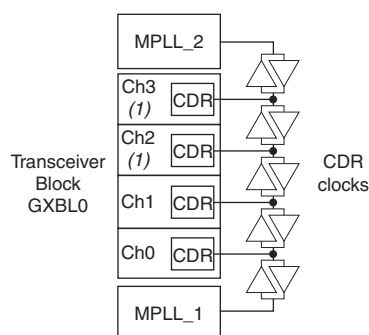 MPLL_2
Ch3
(1)
CDR
Ch2
(1)
CDR
Transceiver
Block
GXBL0
CDR
clocks
Ch1
CDR
Ch0
CDR
MPLL_1